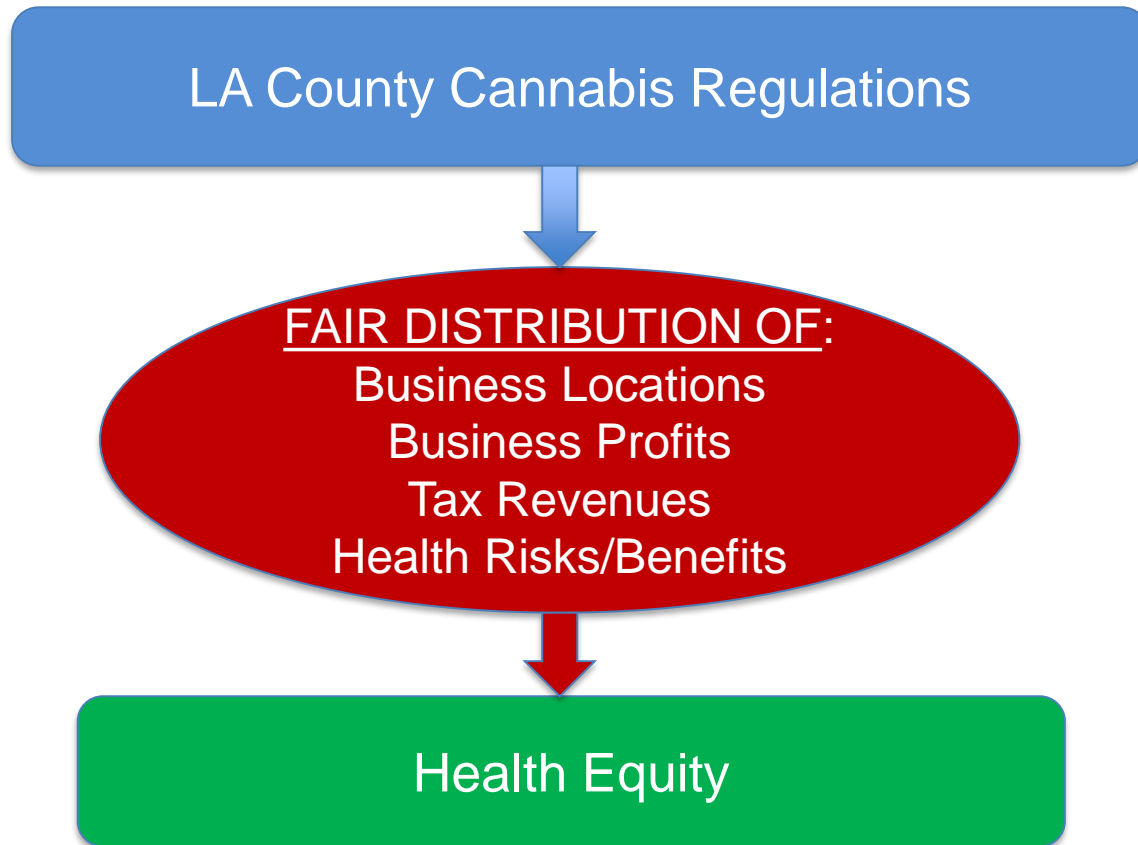 LA County Cannabis Regulations
FAIR DISTRIBUTION OF:
Business Locations
Business Profits
Tax Revenues
Health Risks/Benefits
Health Equity